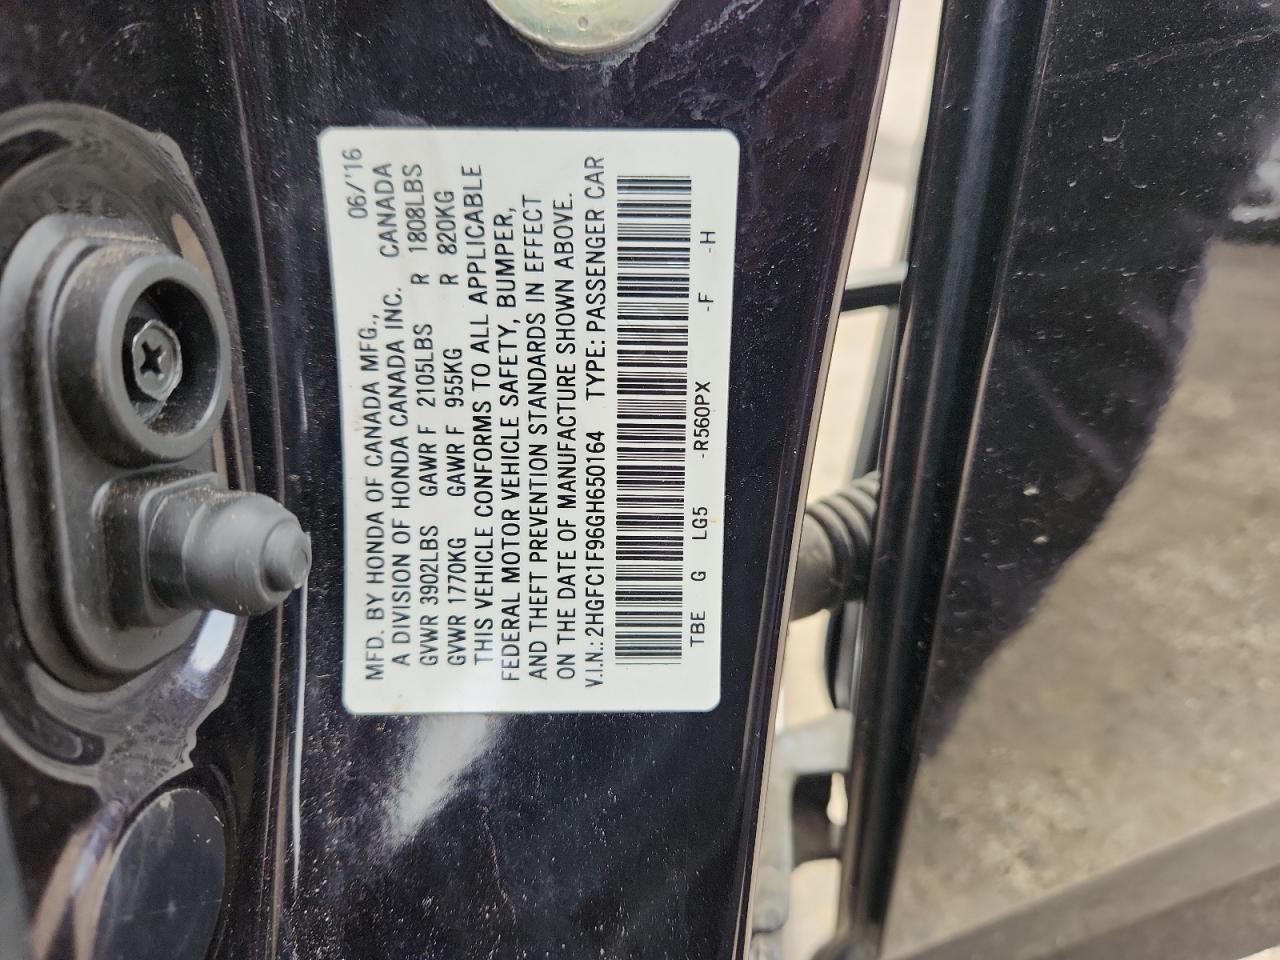 MFD. BY HONDA OF CANADA MFG., 06/'16
A DIVISION OF HONDA CANADA INC. CANADA
GVWR 3902LBS GAWR F 2105LBS R 1808LBS
GVWR 1770KG GAWR F 955KG R 820KG
THIS VEHICLE CONFORMS TO ALL APPLICABLE
FEDERAL MOTOR VEHICLE SAFETY, BUMPER,
AND THEFT PREVENTION STANDARDS IN EFFECT
ON THE DATE OF MANUFACTURE SHOWN ABOVE.
V.I.N.: 2HGFC1F96GH650164 TYPE: PASSENGER CAR
TBE G LG5 -R560PX -F -H